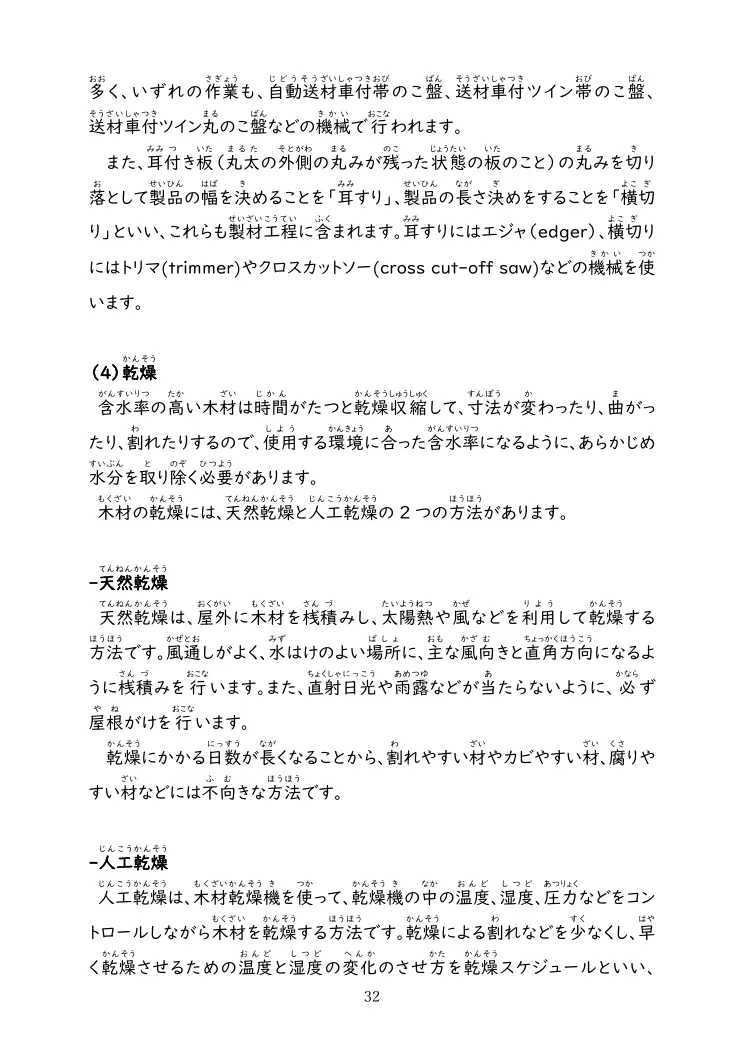 多く、いずれの作業も、自動送材車付帯のこ盤、送材車付ツイン帯のこ盤、
送材車付ツイン丸のこ盤などの機械で行われます。
また、耳付き板（丸太の外側の丸みが残った状態の板のこと）の丸みを切り
落として製品の幅を決めることを「耳すり」、製品の長さ決めをすることを「横切
り」といい、これらも製材工程に含まれます。耳すりにはエジャ（edger）、横切り
にはトリマ(trimmer)やクロスカットソー(cross cut-off saw)などの機械を使
います。
（4）乾燥
含水率の高い木材は時間がたつと乾燥収縮して、寸法が変わったり、曲がっ
たり、割れたりするので、使用する環境に合った含水率になるように、あらかじめ
水分を取り除く必要があります。
木材の乾燥には、天然乾燥と人工乾燥の 2 つの方法があります。
-天然乾燥
天然乾燥は、屋外に木材を桟積みし、太陽熱や風などを利用して乾燥する
方法です。風通しがよく、水はけのよい場所に、主な風向きと直角方向になるよ
うに桟積みを行います。また、直射日光や雨露などが当たらないように、必ず
屋根がけを行います。
乾燥にかかる日数が長くなることから、割れやすい材やカビやすい材、腐りや
すい材などには不向きな方法です。
-人工乾燥
人工乾燥は、木材乾燥機を使って、乾燥機の中の温度、湿度、圧力などをコン
トロールしながら木材を乾燥する方法です。乾燥による割れなどを少なくし、早
く乾燥させるための温度と湿度の変化のさせ方を乾燥スケジュールといい、
32